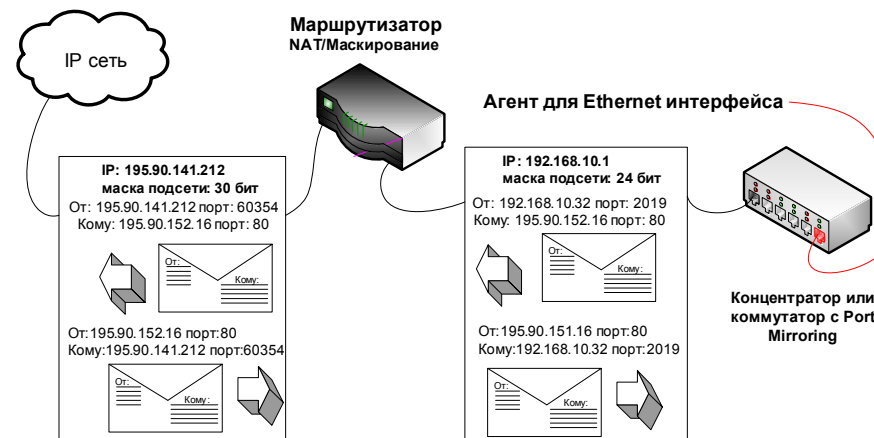 Маршрутизатор
NAT/Маскирование
IP сеть
Агент для Ethernet интерфейса
IP: 195.90.141.212
маска подсети: 30 бит
От: 195.90.141.212 порт: 60354
Кому: 195.90.152.16 порт: 80
От:
Кому:
От:195.90.152.16 порт:80
Кому:195.90.141.212 порт:60354
От:
Кому:
IP: 192.168.10.1
маска подсети: 24 бит
От: 192.168.10.32 порт: 2019
Кому: 195.90.152.16 порт: 80
От:
Кому:
От:195.90.151.16 порт:80
Кому:192.168.10.32 порт:2019
От:
Кому:
Концентратор или
коммутатор с Port
Mirroring